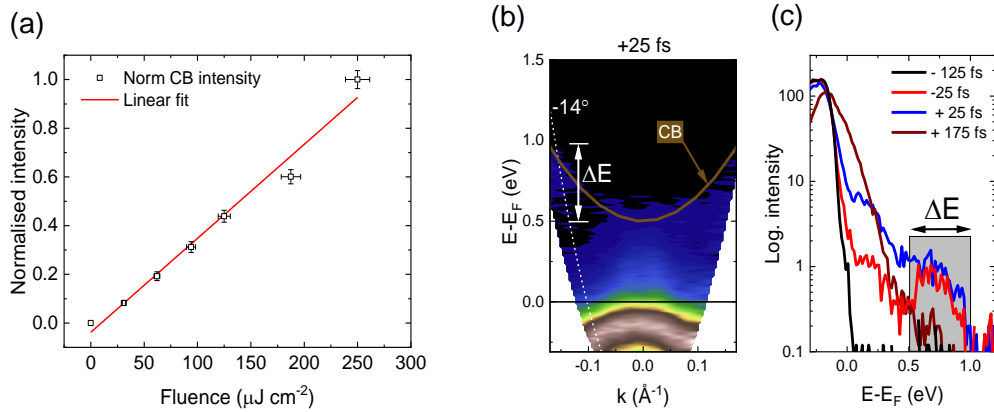 (a)
Normalised intensity
1.0
0.8
0.6
0.4
0.2
0.0
Norm CB intensity
Linear fit
0 50 100 150 200 250 300
Fluence (μJ cm⁻²)
(b)
+25 fs
E-E_F (eV)
1.5
1.0
0.5
0.0
-14°
CB
ΔE
-0.1 0.0 0.1
k (Å⁻¹)
(c)
Log. intensity
100
10
1
0.1
- 125 fs
-25 fs
+ 25 fs
+ 175 fs
ΔE
0.0 0.5 1.0
E-E_F (eV)